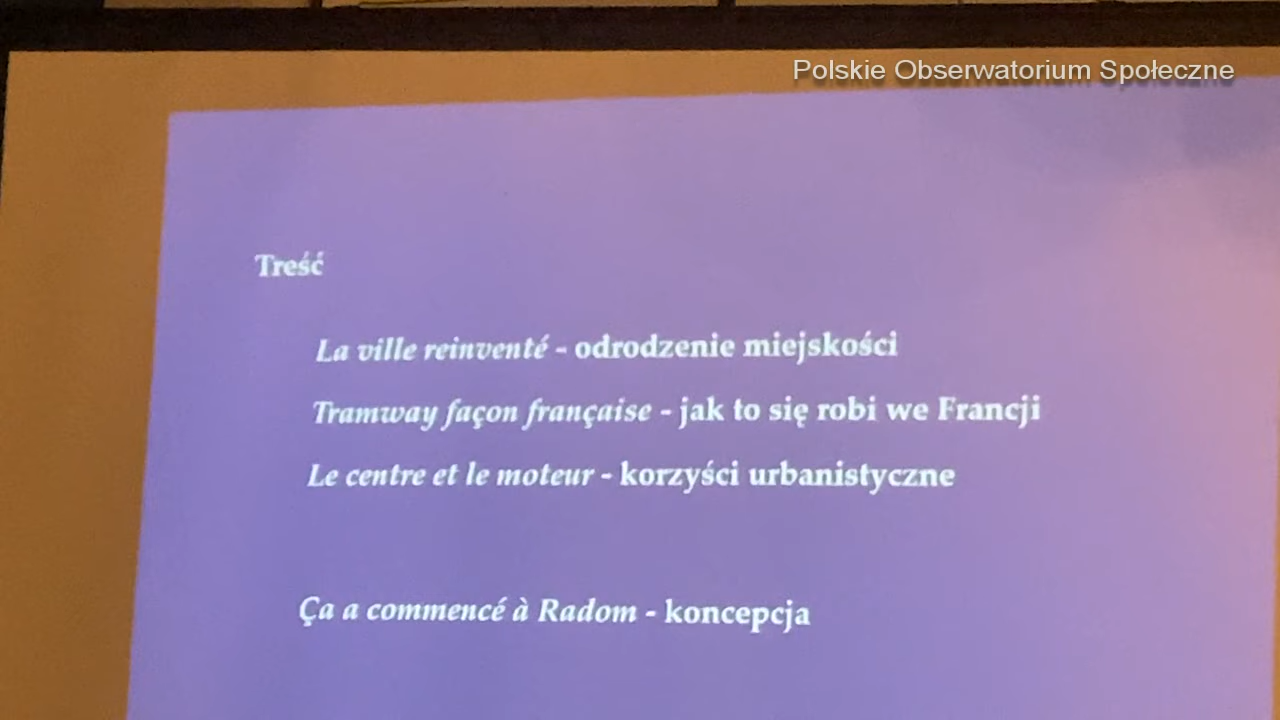 Polskie Obserwatorium Społeczne
Treść
La ville reinventé - odrodzenie miejskości
Tramway façon française - jak to się robi we Francji
Le centre et le moteur - korzyści urbanistyczne
Ça a commencé à Radom - koncepcja